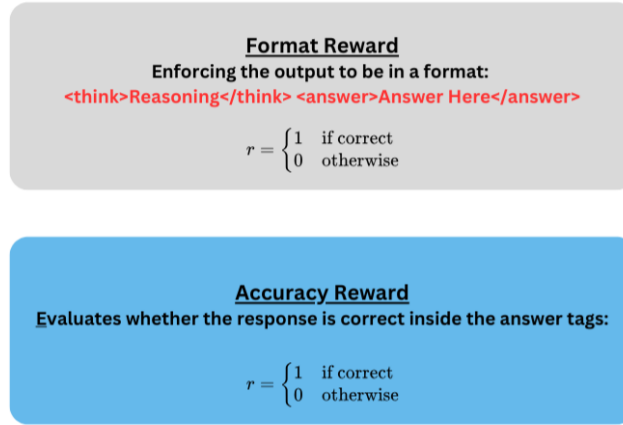 Format Reward
Enforcing the output to be in a format:
<think>Reasoning</think> <answer>Answer Here</answer>
r = { 1 if correct
0 otherwise
Accuracy Reward
Evaluates whether the response is correct inside the answer tags:
r = { 1 if correct
0 otherwise